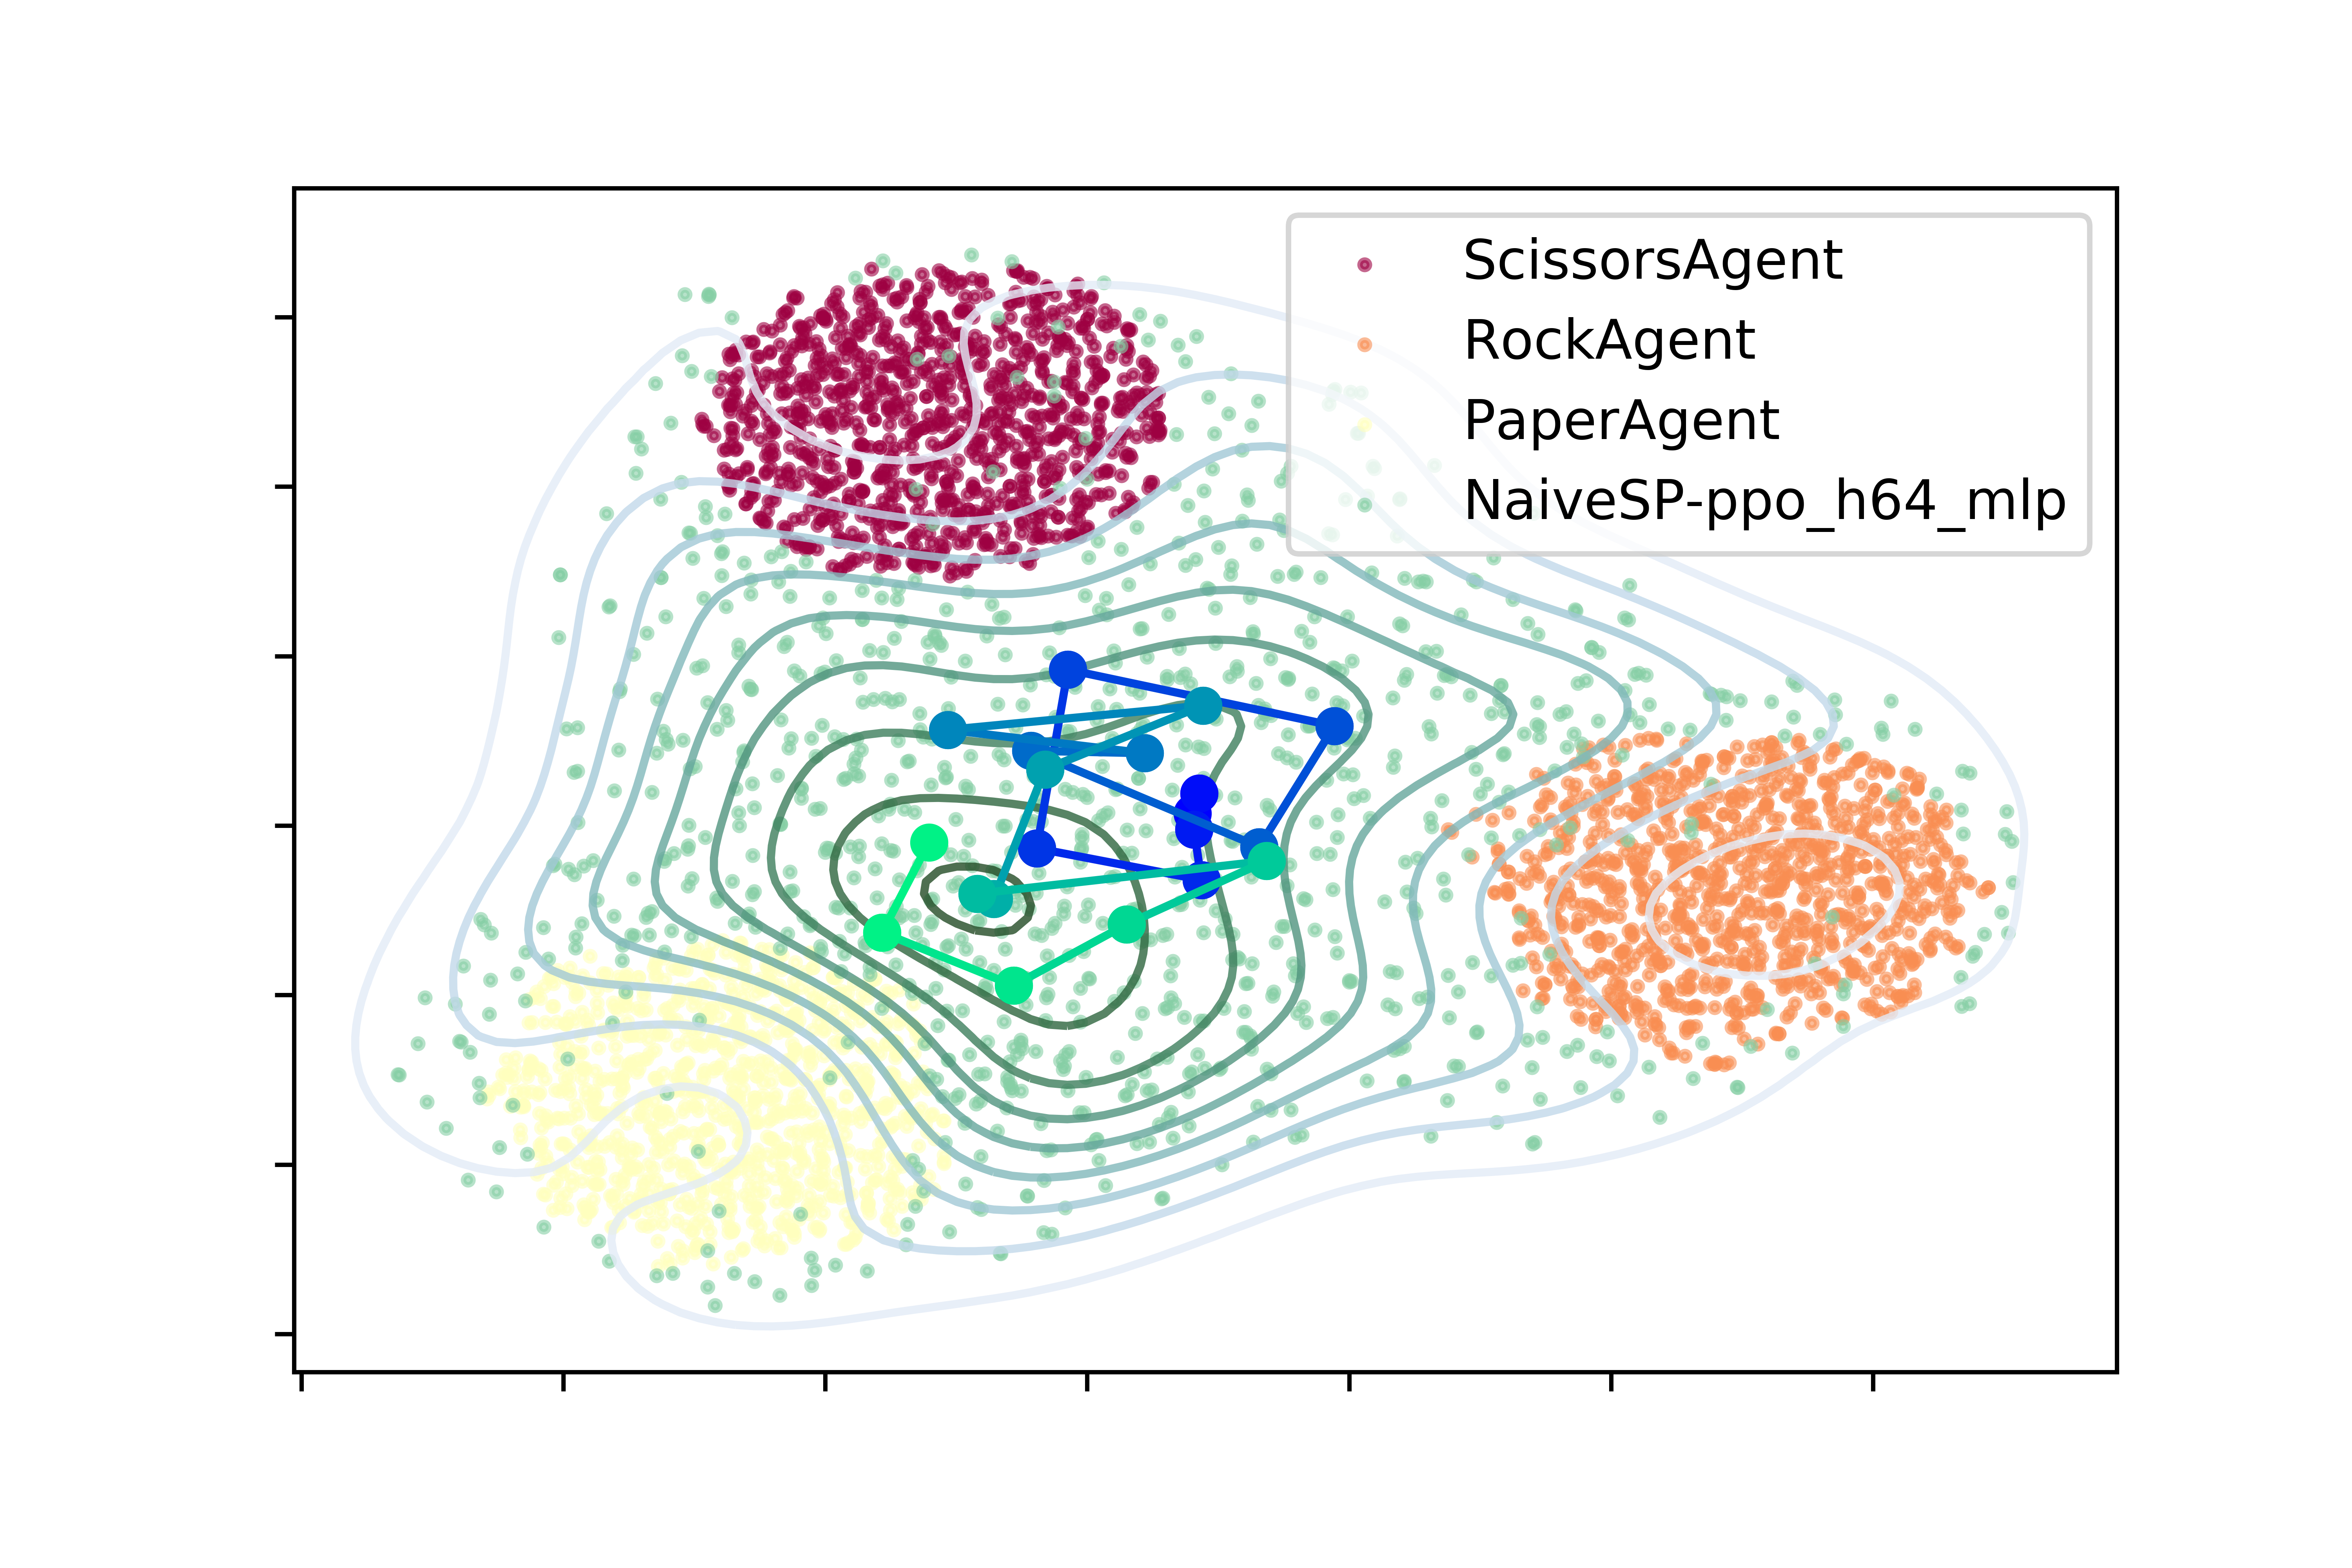 ScissorsAgent
RockAgent
PaperAgent
NaiveSP-ppo_h64_mlp